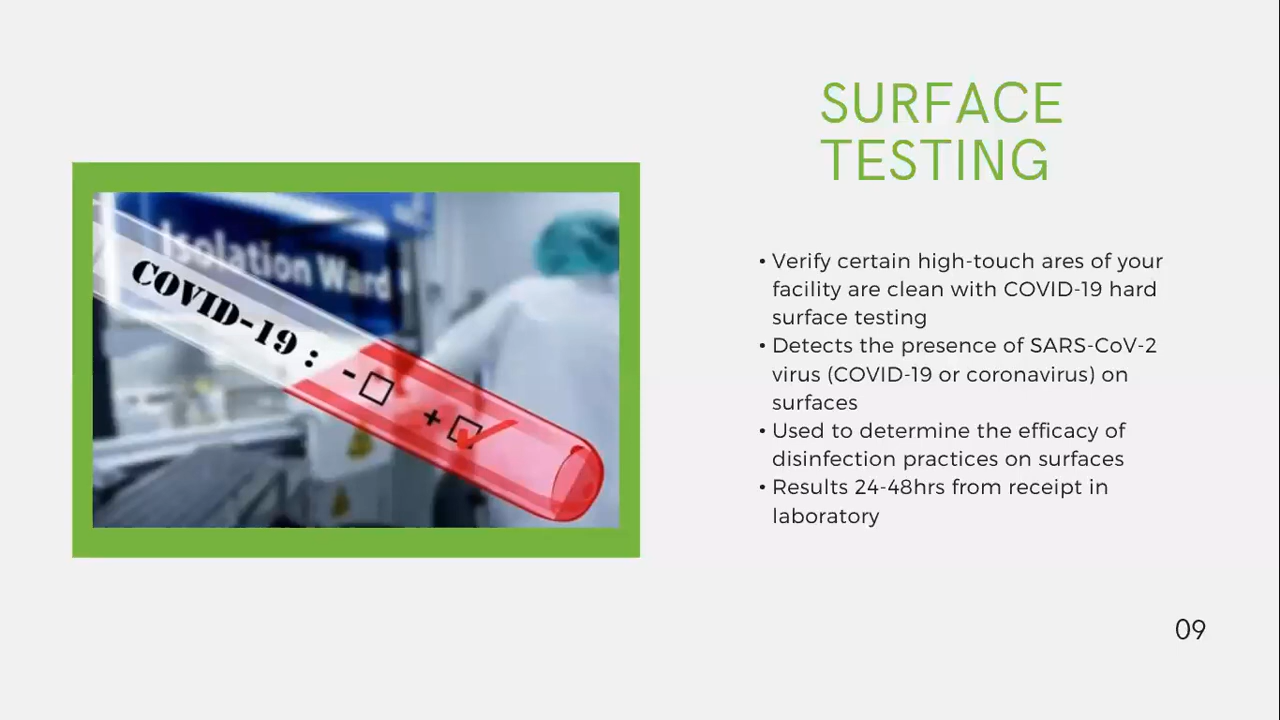 SURFACE
TESTING
Isolation Ward
COVID-19 :
-
+
• Verify certain high-touch ares of your
facility are clean with COVID-19 hard
surface testing
• Detects the presence of SARS-CoV-2
virus (COVID-19 or coronavirus) on
surfaces
• Used to determine the efficacy of
disinfection practices on surfaces
• Results 24-48hrs from receipt in
laboratory
09